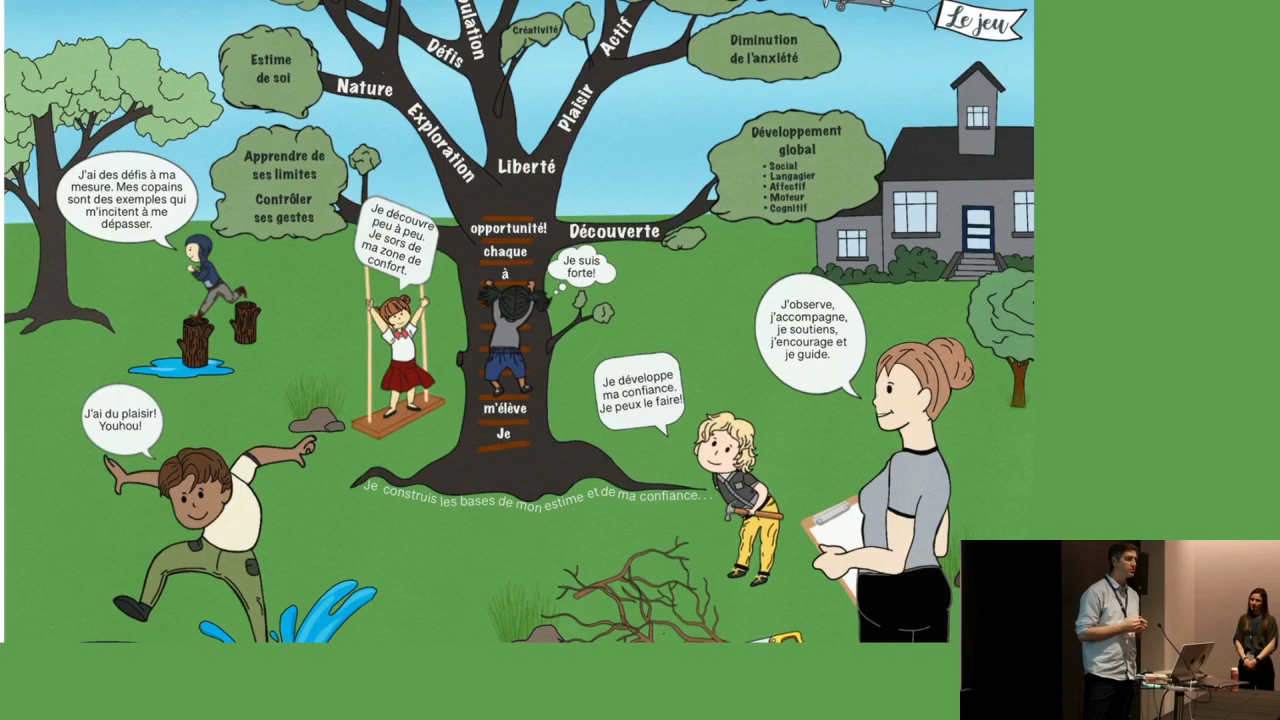 Le jeu
Créativité
Défis
Actif
Diminution
de l'anxiété
Estime
de soi
Nature
Plaisir
Exploration
Liberté
Développement
global
• Social
• Langagier
• Affectif
• Moteur
• Cognitif
Apprendre de
ses limites
Contrôler
ses gestes
J'ai des défis à ma
mesure. Mes copains
sont des exemples qui
m'incitent à me
dépasser.
Je découvre
peu à peu.
Je sors de
ma zone de
confort.
opportunité!
chaque
à
m'élève
Je
Découverte
Je suis
forte!
J'observe,
j'accompagne,
je soutiens,
j'encourage et
je guide.
Je développe
ma confiance.
Je peux le faire!
J'ai du plaisir!
Youhou!
Je construis les bases de mon estime et de ma confiance...